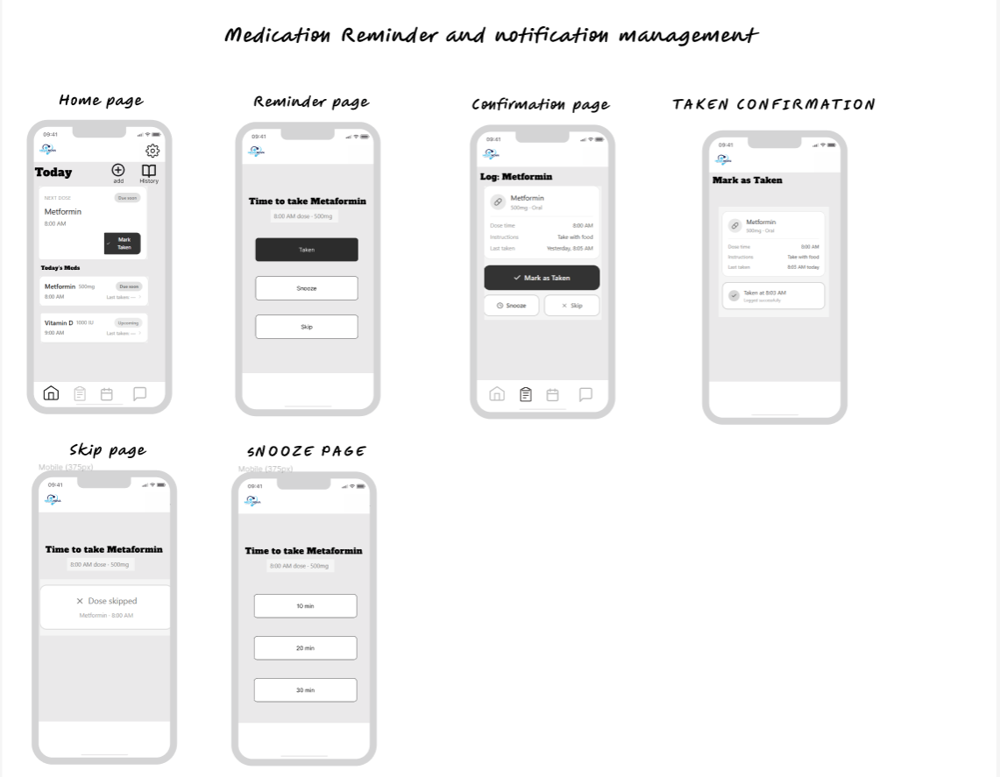 Medication Reminder and notification management
Home page
09:41
Today
add
History
NEXT DOSE
Due soon
Metformin
8:00 AM
Mark
Taken
Today's Meds
Metformin 500mg
Due soon
8:00 AM
Last taken —
Vitamin D 1000 IU
Upcoming
9:00 AM
Last taken —
Reminder page
09:41
Time to take Metaformin
8:00 AM dose - 500mg
Taken
Snooze
Skip
Confirmation page
09:41
Log: Metformin
Metformin
500mg · Oral
Dose time 8:00 AM
Instructions Take with food
Last taken Yesterday, 8:05 AM
Mark as Taken
Snooze
Skip
TAKEN CONFIRMATION
09:41
Mark as Taken
Metformin
500mg · Oral
Dose time 8:00 AM
Instructions Take with food
Last taken 8:03 AM today
Taken at 8:03 AM
Logged successfully
Skip page
Mobile (375px)
09:41
Time to take Metaformin
8:00 AM dose - 500mg
Dose skipped
Metformin · 8:00 AM
SNOOZE PAGE
Mobile (375px)
09:41
Time to take Metaformin
8:00 AM dose - 500mg
10 min
20 min
30 min